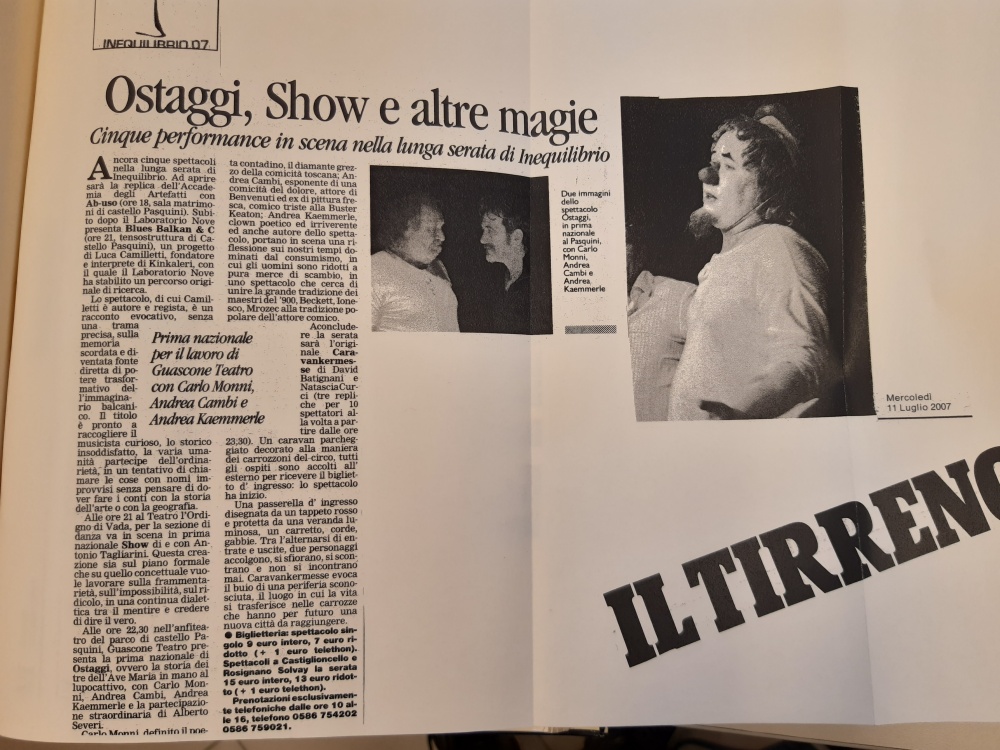 INEQUILIBRIO 07
Ostaggi, Show e altre magie
Cinque performance in scena nella lunga serata di Inequilibrio
Ancora cinque spettacoli
nella lunga serata di
Inequilibrio. Ad aprire
sarà la replica dell'Accade-
mia degli Artefatti con
Ab-uso (ore 18, sala matrimo-
ni di castello Pasquini). Subi-
to dopo il Laboratorio Nove
presenta Blues Balkan & C
(ore 21, tensostruttura di Ca-
stello Pasquini), un progetto
di Luca Camilletti, fondatore
e interprete di Kinkaleri, con
il quale il Laboratorio Nove
ha stabilito un percorso origi-
nale di ricerca.
Lo spettacolo, di cui Camil-
letti è autore e regista, è un
racconto evocativo, senza
una trama
precisa, sulla
memoria
scordata e di-
ventata fonte
diretta di po-
tere trasfor-
mativo del-
l'immagina-
rio balcani-
co. Il titolo
è pronto a
raccogliere il
musicista curioso, lo storico
insoddisfatto, la varia uma-
nità partecipe dell'ordina-
rietà, in un tentativo di chia-
mare le cose con nomi im-
provvisi senza pensare di do-
ver fare i conti con la storia
dell'arte o con la geografia.
Alle ore 21 al Teatro l'Ordi-
gno di Vada, per la sezione di
danza va in scena in prima
nazionale Show di e con An-
tonio Tagliarini. Questa crea-
zione sia sul piano formale
che su quello concettuale vuo-
le lavorare sulla frammenta-
rietà, sull'impossibilità, sul ri-
dicolo, in una continua dialet-
tica tra il mentire e credere
di dire il vero.
Alle ore 22,30 nell'anfitea-
tro del parco di castello Pa-
squini, Guascone Teatro pre-
senta la prima nazionale di
Ostaggi, ovvero la storia dei
tre dell'Ave Maria in mano al
lupocattivo, con Carlo Mon-
ni, Andrea Cambi, Andrea
Kaemmerle e la partecipazio-
ne straordinaria di Alberto
Severi.
Carlo Monni, definito il poe-
ta contadino, il diamante grez-
zo della comicità toscana; An-
drea Cambi, esponente di una
comicità del dolore, attore di
Benvenuti ed ex di pittura fre-
sca, comico triste alla Buster
Keaton; Andrea Kaemmerle,
clown poetico ed irriverente
ed anche autore dello spetta-
colo, portano in scena una ri-
flessione sui nostri tempi do-
minati dal consumismo, in
cui gli uomini sono ridotti a
pura merce di scambio, in
uno spettacolo che cerca di
unire la grande tradizione dei
maestri del '900, Beckett, Ione-
sco, Mrozec alla tradizione po-
polare dell'attore comico.
Aconclude-
re la serata
sarà l'origi-
nale Cara-
vankermes-
se di David
Batignani e
NatasciaCur-
ci (tre repli-
che per 10
spettatori al-
la volta a par-
tire dalle ore
23,30). Un caravan parcheg-
giato decorato alla maniera
dei carrozzoni del circo, tutti
gli ospiti sono accolti all'
esterno per ricevere il bigliet-
to d' ingresso: lo spettacolo
ha inizio.
Una passerella d' ingresso
disegnata da un tappeto rosso
e protetta da una veranda lu-
minosa, un carretto, corde,
gabbie. Tra l'alternarsi di en-
trate e uscite, due personaggi
accolgono, si sfiorano, si scon-
trano e non si incontrano
mai. Caravankermesse evoca
il buio di una periferia scono-
sciuta, il luogo in cui la vita
si trasferisce nelle carrozze
che hanno per futuro una
nuova città da raggiungere.
● Biglietteria: spettacolo sin-
golo 9 euro intero, 7 euro ri-
dotto (+ 1 euro telethon).
Spettacoli a Castiglioncello e
Rosignano Solvay la serata
15 euro intero, 13 euro ridot-
to (+ 1 euro telethon).
Prenotazioni esclusivamen-
te telefoniche dalle ore 10 al-
le 16, telefono 0586 754202
0586 759021.
Prima nazionale
per il lavoro di
Guascone Teatro
con Carlo Monni,
Andrea Cambi e
Andrea Kaemmerle
Due immagini
dello
spettacolo
Ostaggi,
in prima
nazionale
al Pasquini,
con Carlo
Monni,
Andrea
Cambi e
Andrea
Kaemmerle
Mercoledì
11 Luglio 2007
IL TIRRENO